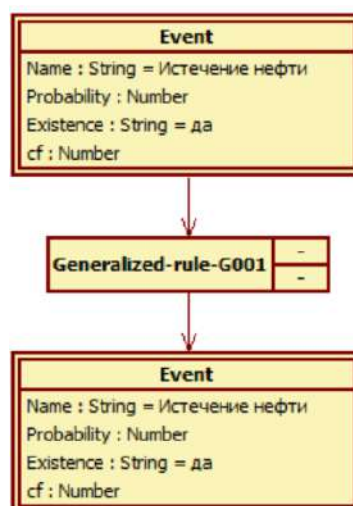 Event
Name : String = Истечение нефти
Probability : Number
Existence : String = да
cf : Number
Generalized-rule-G001
-
-
Event
Name : String = Истечение нефти
Probability : Number
Existence : String = да
cf : Number